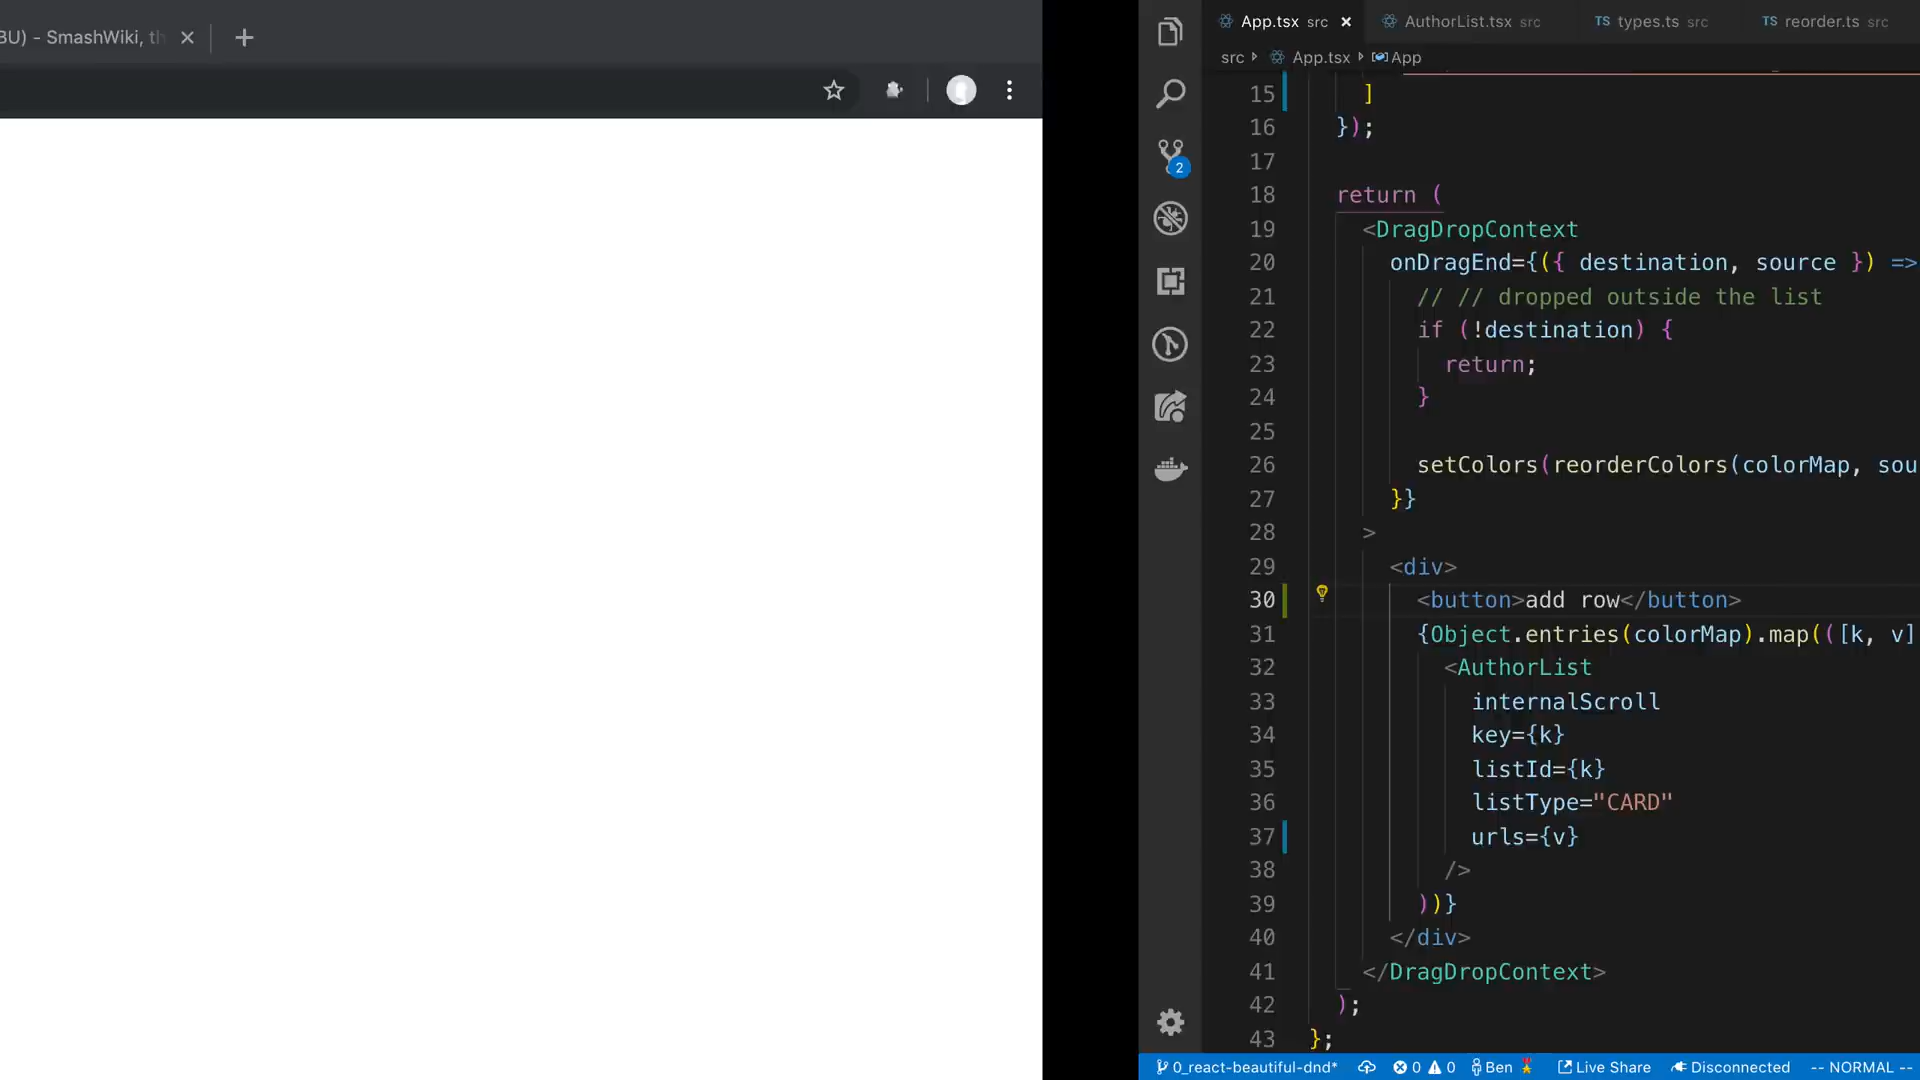 BU) - SmashWiki, th
App.tsx src
AuthorList.tsx src
TS types.ts src
TS reorder.ts src
src App.tsx App
15 ]
16 });
17
18 return (
19 <DragDropContext
20 onDragEnd={({ destination, source }) =>
21 // // dropped outside the list
22 if (!destination) {
23 return;
24 }
25
26 setColors(reorderColors(colorMap, sou
27 }}
28 >
29 <div>
30 <button>add row</button>
31 {Object.entries(colorMap).map(([k, v]
32 <AuthorList
33 internalScroll
34 key={k}
35 listId={k}
36 listType="CARD"
37 urls={v}
38 />
39 ))}
40 </div>
41 </DragDropContext>
42 );
43 };
2
0_react-beautiful-dnd* 0 0 Ben Live Share Disconnected -- NORMAL --